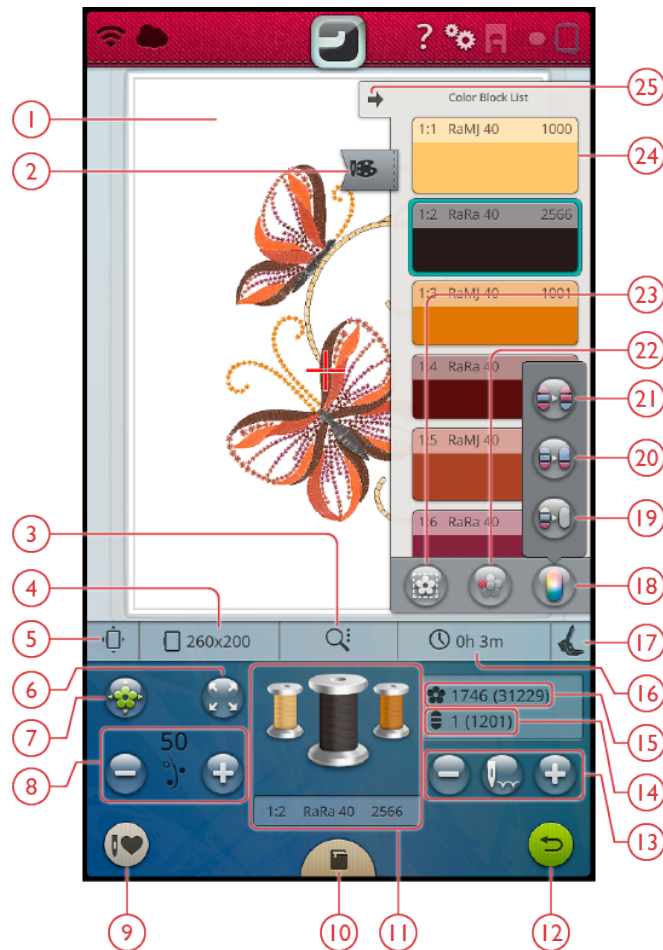 ?
Color Block List
25
1
1:1 RaMJ 40 1000
24
2
1:2 RaRa 40 2566
1:3 RaMJ 40 1001
23
22
1:4 RaRa 40
21
1:5 RaMJ 40
20
3
1:6 RaRa 40
19
4
18
5
260x200
0h 3m
17
6
16
7
1746 (31229)
15
50
1 (1201)
8
14
1:2 RaRa 40 2566
13
9
10
11
12